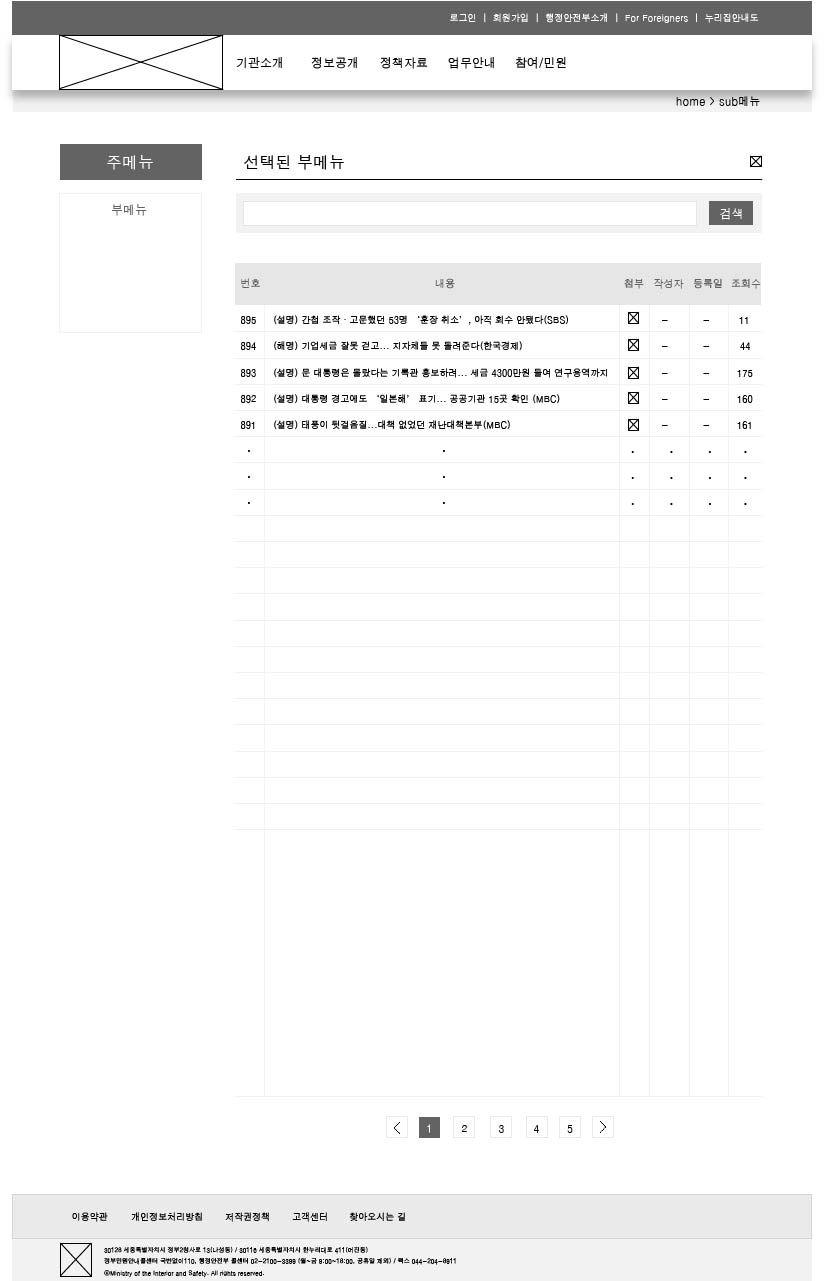 로그인 | 회원가입 | 행정안전부소개 | For Foreigners | 누리집안내도
기관소개 정보공개 정책자료 업무안내 참여/민원
home > sub메뉴
주메뉴
선택된 부메뉴
부메뉴
검색
번호 내용 첨부 작성자 등록일 조회수
895 (설명) 간첩 조작 · 고문했던 53명 ‘훈장 취소’, 아직 회수 안됐다(SBS) – – 11
894 (해명) 기업세금 잘못 걷고... 지자체들 못 돌려준다(한국경제) – – 44
893 (설명) 문 대통령은 몰랐다는 기록관 홍보하려... 세금 4300만원 들여 연구용역까지 – – 175
892 (설명) 대통령 경고에도 ‘일본해’ 표기... 공공기관 15곳 확인 (MBC) – – 160
891 (설명) 태풍이 뒷걸음질...대책 없었던 재난대책본부(MBC) – – 161
< 1 2 3 4 5 >
이용약관 개인정보처리방침 저작권정책 고객센터 찾아오시는 길
30128 세종특별자치시 정부2청사로 13(나성동) / 30116 세종특별자치시 한누리대로 411(어진동)
정부민원안내콜센터 국번없이110, 행정안전부 콜센터 02-2100-3399 (월~금 9:00~18:00, 공휴일 제외) / 팩스 044-204-8911
ⓒMinistry of the Interior and Safety. All rights reserved.